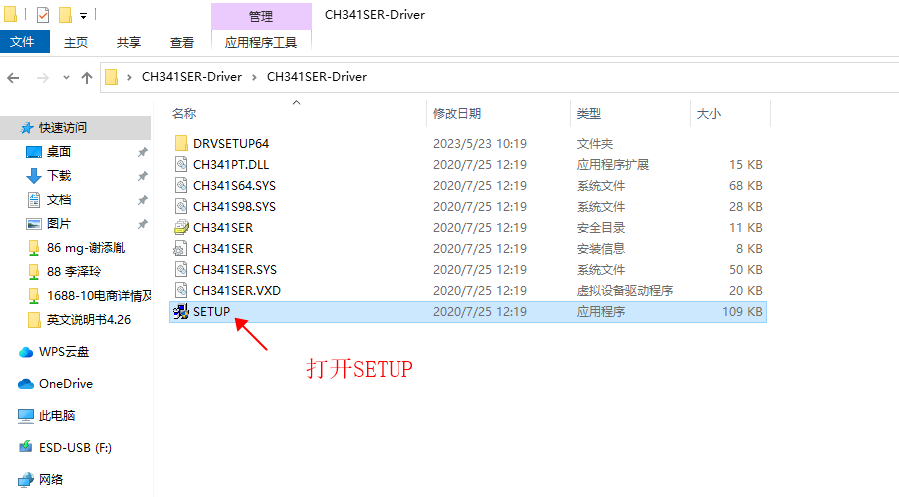 管理
CH341SER-Driver
文件
主页
共享
查看
应用程序工具
CH341SER-Driver › CH341SER-Driver
名称 修改日期 类型 大小
快速访问
桌面
下载
文档
图片
86 mg-谢添胤
88 李泽玲
1688-10电商详情及
英文说明书4.26
WPS云盘
OneDrive
此电脑
ESD-USB (F:)
网络
DRVSETUP64 2023/5/23 10:19 文件夹
CH341PT.DLL 2020/7/25 12:19 应用程序扩展 15 KB
CH341S64.SYS 2020/7/25 12:19 系统文件 68 KB
CH341S98.SYS 2020/7/25 12:19 系统文件 28 KB
CH341SER 2020/7/25 12:19 安全目录 11 KB
CH341SER 2020/7/25 12:19 安装信息 8 KB
CH341SER.SYS 2020/7/25 12:19 系统文件 50 KB
CH341SER.VXD 2020/7/25 12:19 虚拟设备驱动程序 20 KB
SETUP 2020/7/25 12:19 应用程序 109 KB
打开SETUP